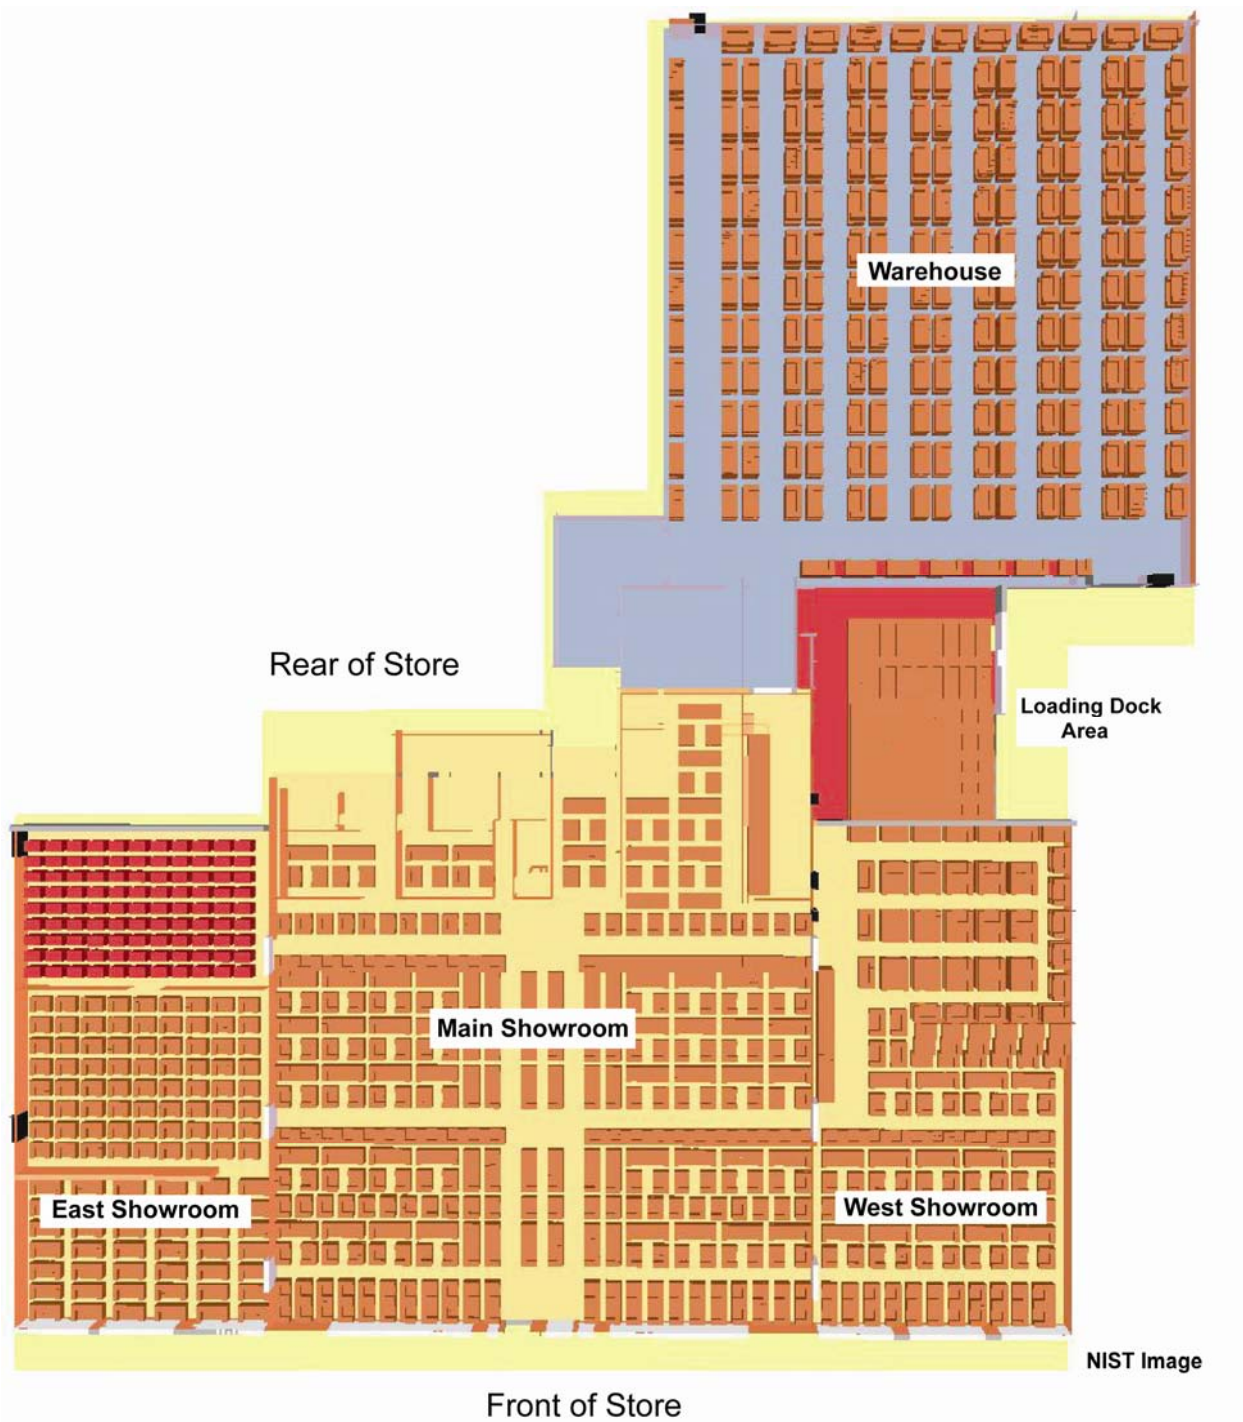 Warehouse
Rear of Store
Loading Dock
Area
Main Showroom
East Showroom
West Showroom
NIST Image
Front of Store